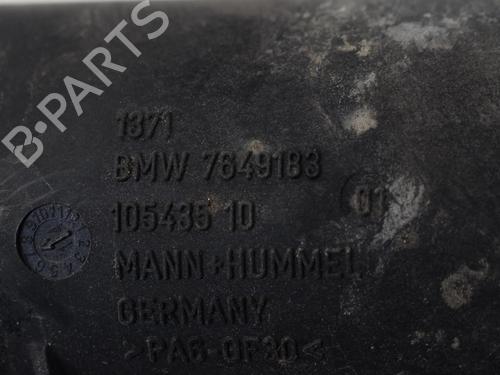 B-PARTS
1371
BMW 7649183
105435 10
01
MANN+HUMMEL
GERMANY
>PA6-GF30<